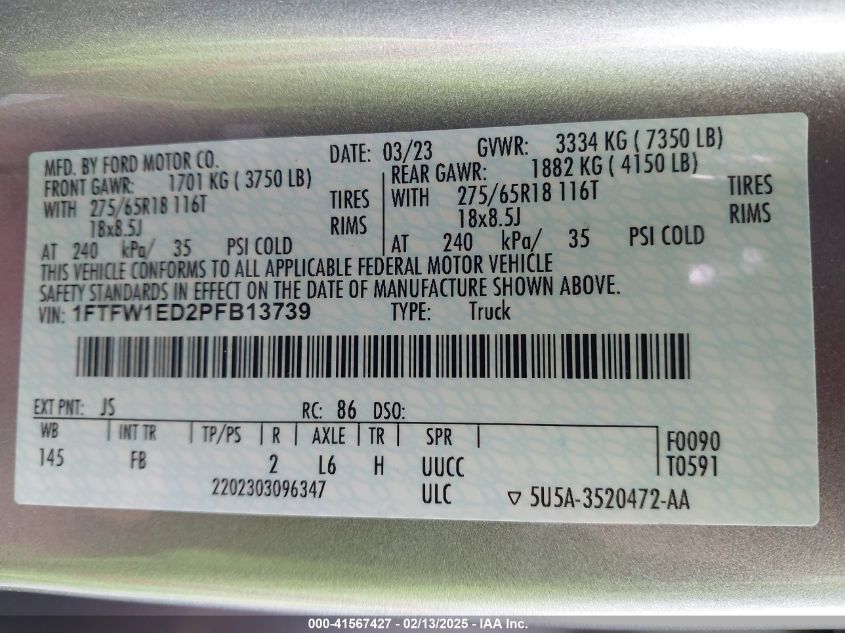 MFD. BY FORD MOTOR CO. DATE: 03/23 GVWR: 3334 KG ( 7350 LB)
FRONT GAWR: 1701 KG ( 3750 LB) REAR GAWR: 1882 KG ( 4150 LB)
WITH 275/65R18 116T TIRES WITH 275/65R18 116T TIRES
18x8.5J RIMS 18x8.5J RIMS
AT 240 kPa/ 35 PSI COLD AT 240 kPa/ 35 PSI COLD
THIS VEHICLE CONFORMS TO ALL APPLICABLE FEDERAL MOTOR VEHICLE
SAFETY STANDARDS IN EFFECT ON THE DATE OF MANUFACTURE SHOWN ABOVE.
VIN: 1FTFW1ED2PFB13739 TYPE: Truck
EXT PNT: JS RC: 86 DSO:
WB INT TR TP/PS R AXLE TR SPR F0090
145 FB 2 L6 H UUCC T0591
2202303096347 ULC ▽ 5U5A-3520472-AA
000-41567427 - 02/13/2025 - IAA Inc.